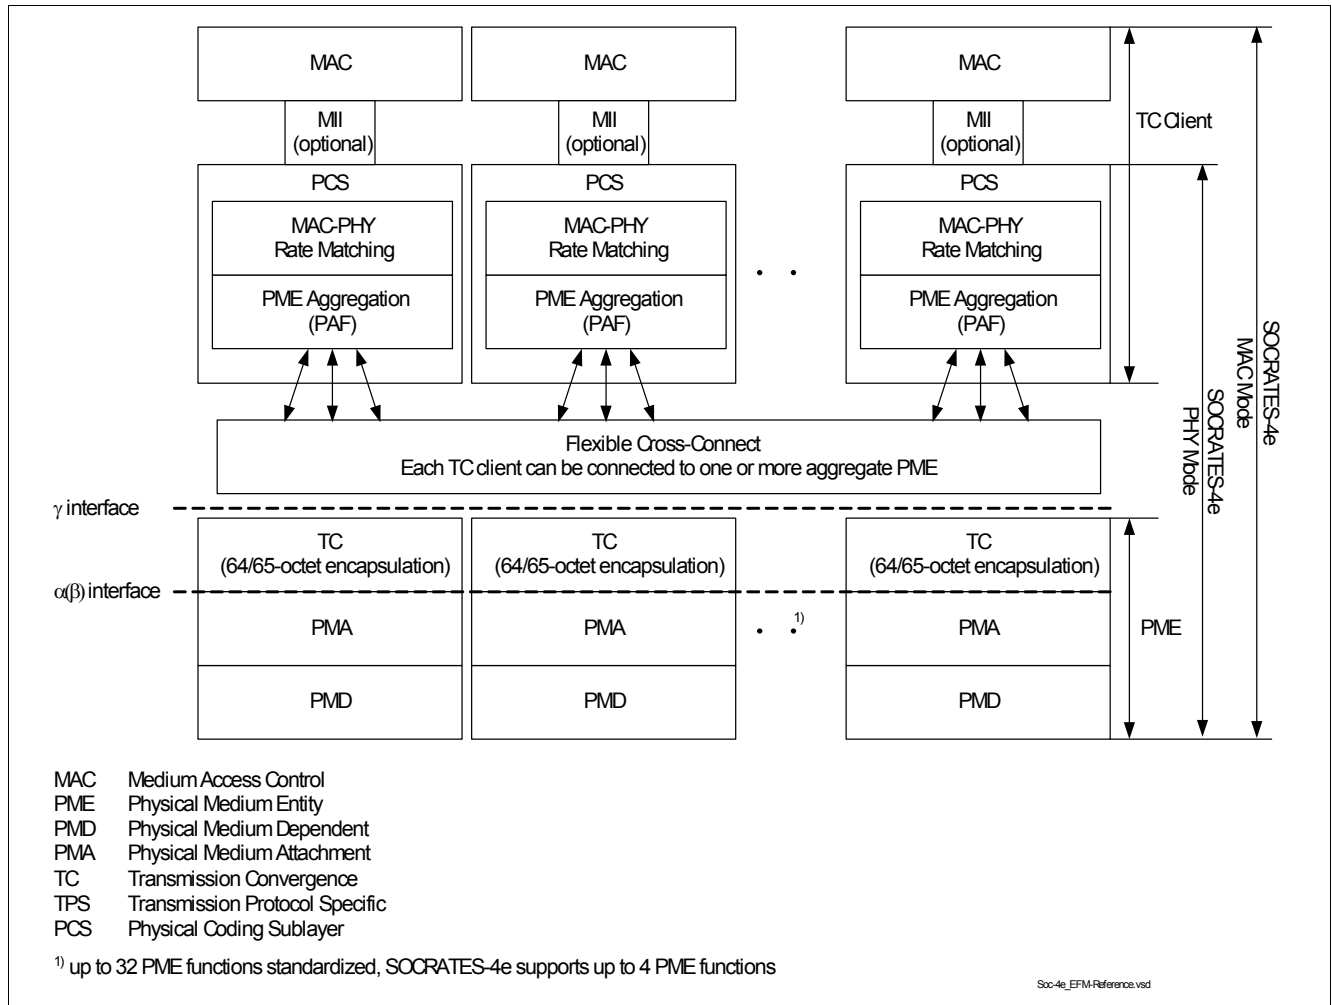 MAC MAC MAC
MII MII MII
(optional) (optional) (optional)
TC Client
PCS PCS PCS
MAC-PHY MAC-PHY MAC-PHY
Rate Matching Rate Matching Rate Matching
. .
PME Aggregation PME Aggregation PME Aggregation
(PAF) (PAF) (PAF)
SOCRATES-4e
MAC Mode
SOCRATES-4e
PHY Mode
Flexible Cross-Connect
Each TC client can be connected to one or more aggregate PME
γ interface
TC TC TC
(64/65-octet encapsulation) (64/65-octet encapsulation) (64/65-octet encapsulation)
α(β) interface
PMA PMA . . 1) PMA PME
PMD PMD PMD
MAC Medium Access Control
PME Physical Medium Entity
PMD Physical Medium Dependent
PMA Physical Medium Attachment
TC Transmission Convergence
TPS Transmission Protocol Specific
PCS Physical Coding Sublayer
1) up to 32 PME functions standardized, SOCRATES-4e supports up to 4 PME functions
Soc-4e_EFM-Reference.vsd